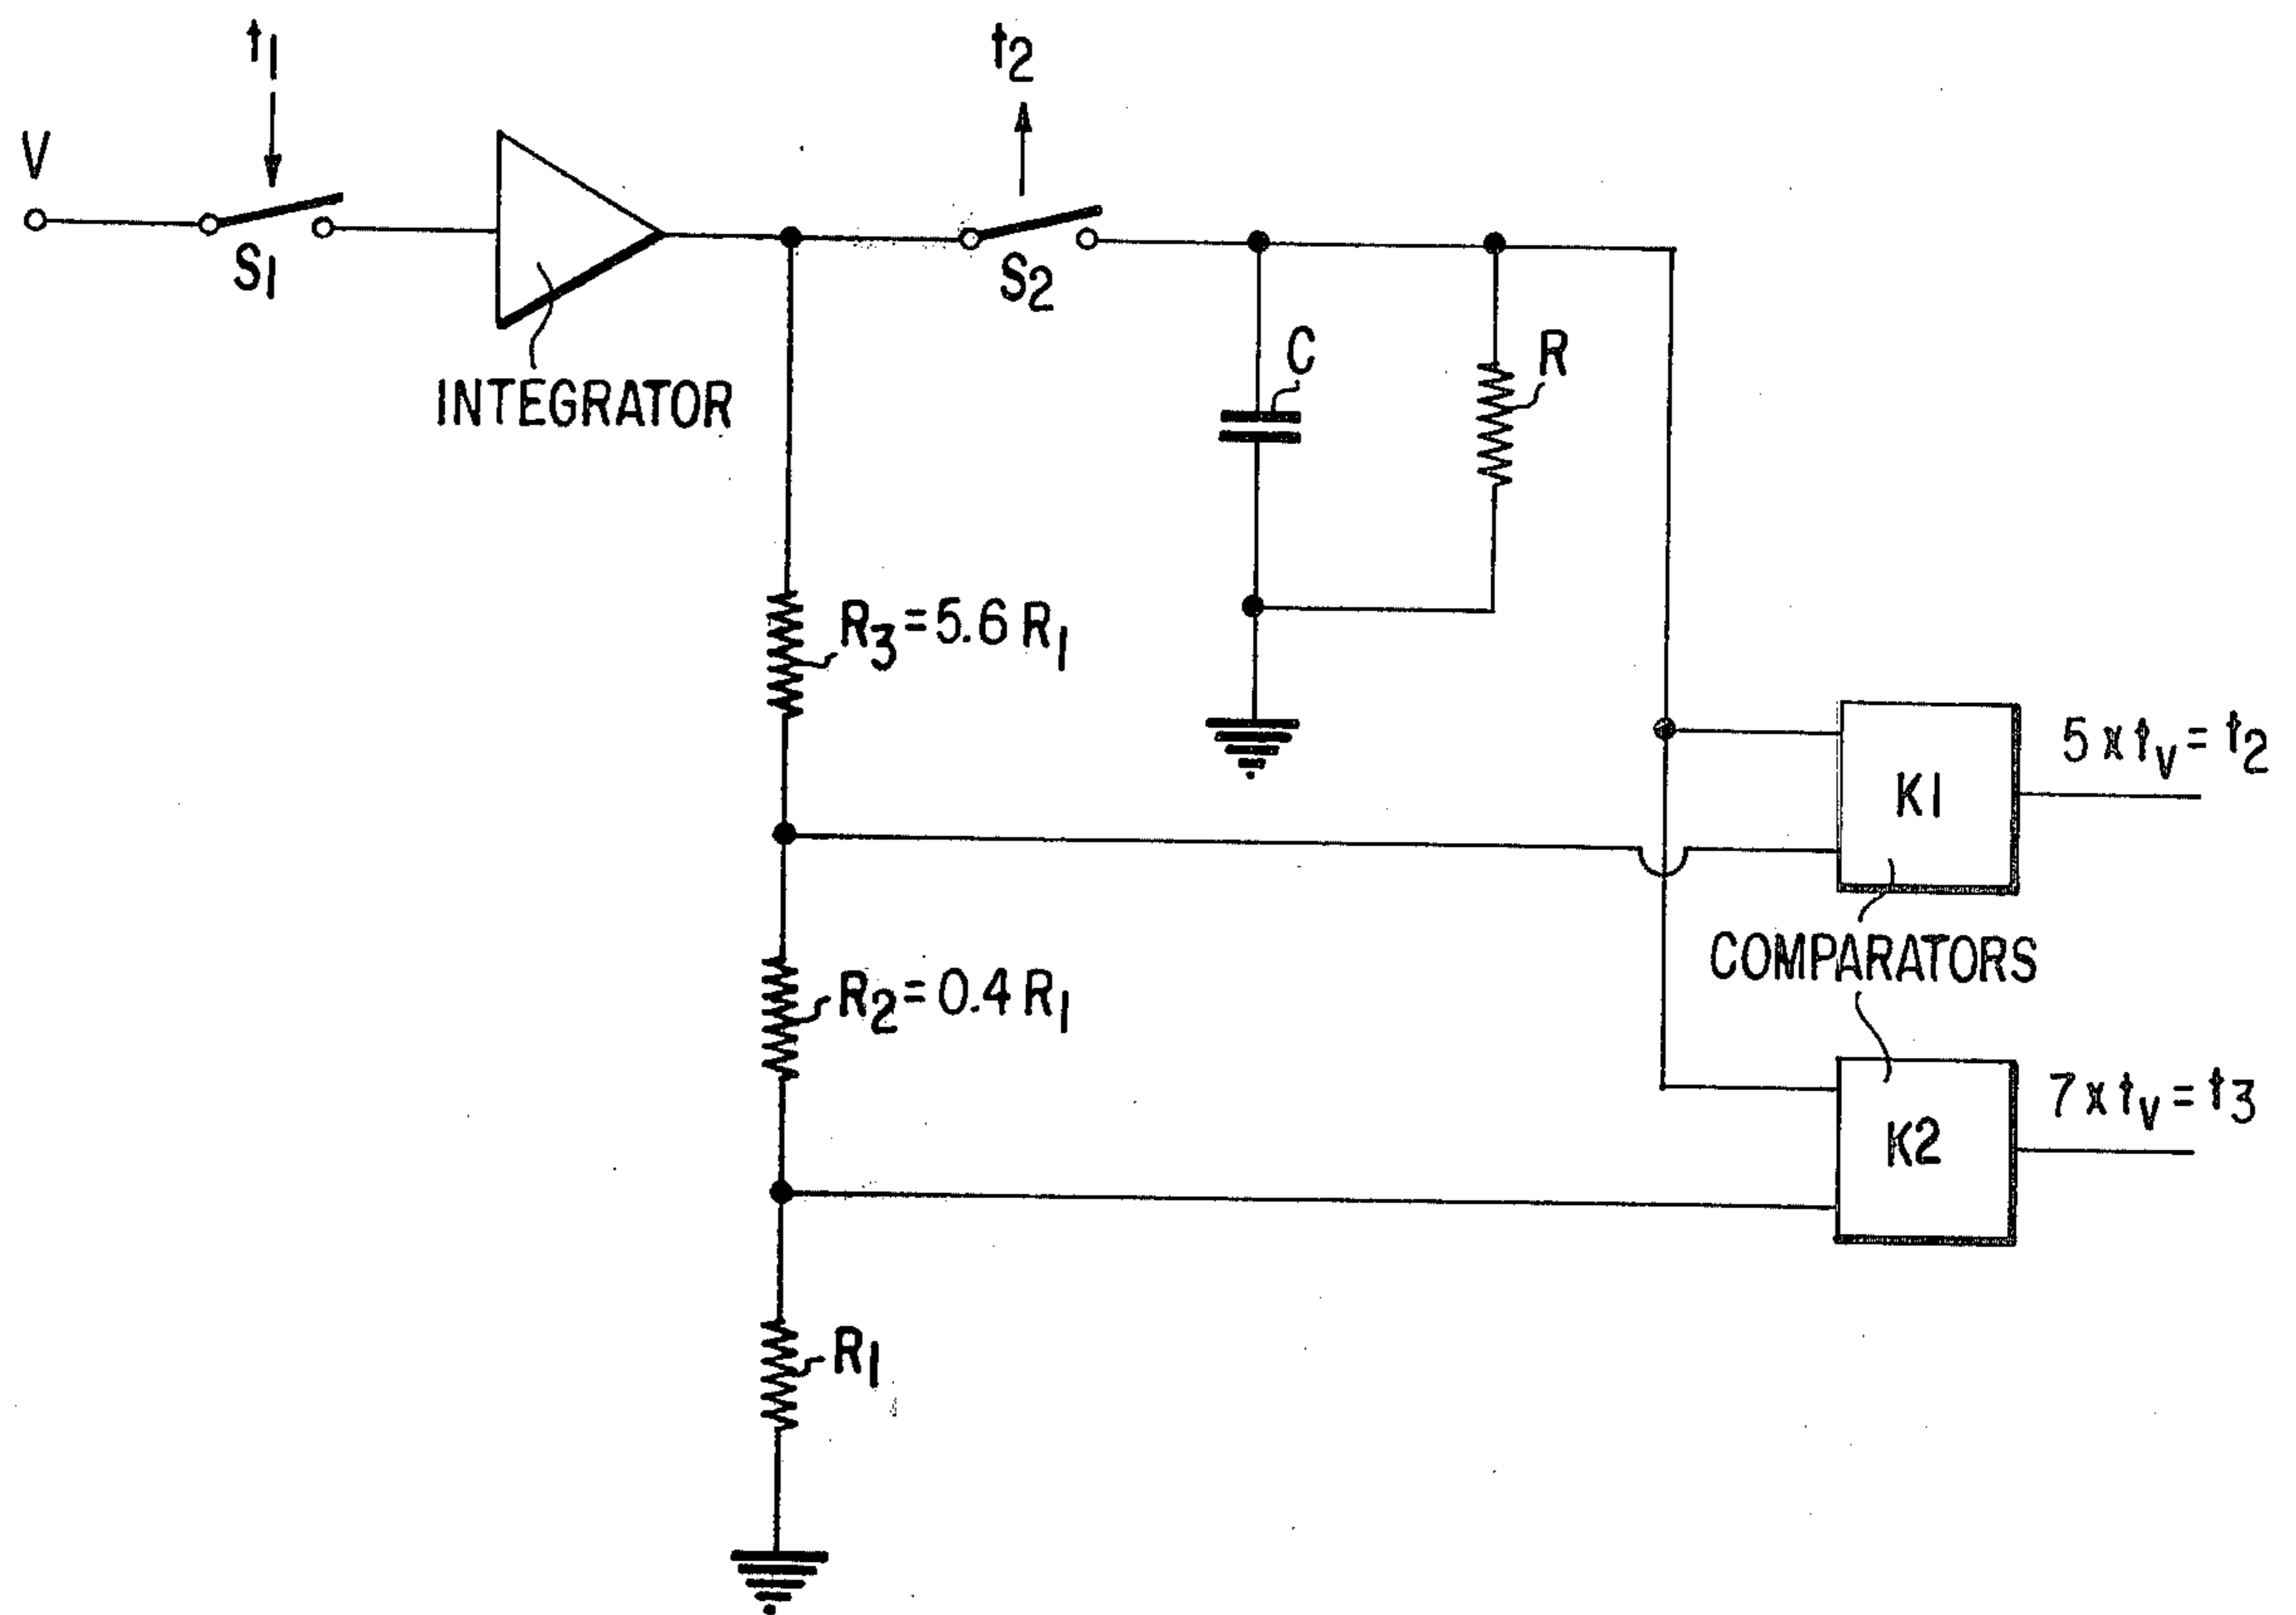 t1
t2
V
S1
S2
INTEGRATOR
C
R
R3 = 5.6 R1
5 x tv = t2
K1
COMPARATORS
R2 = 0.4 R1
7 x tv = t3
K2
R1